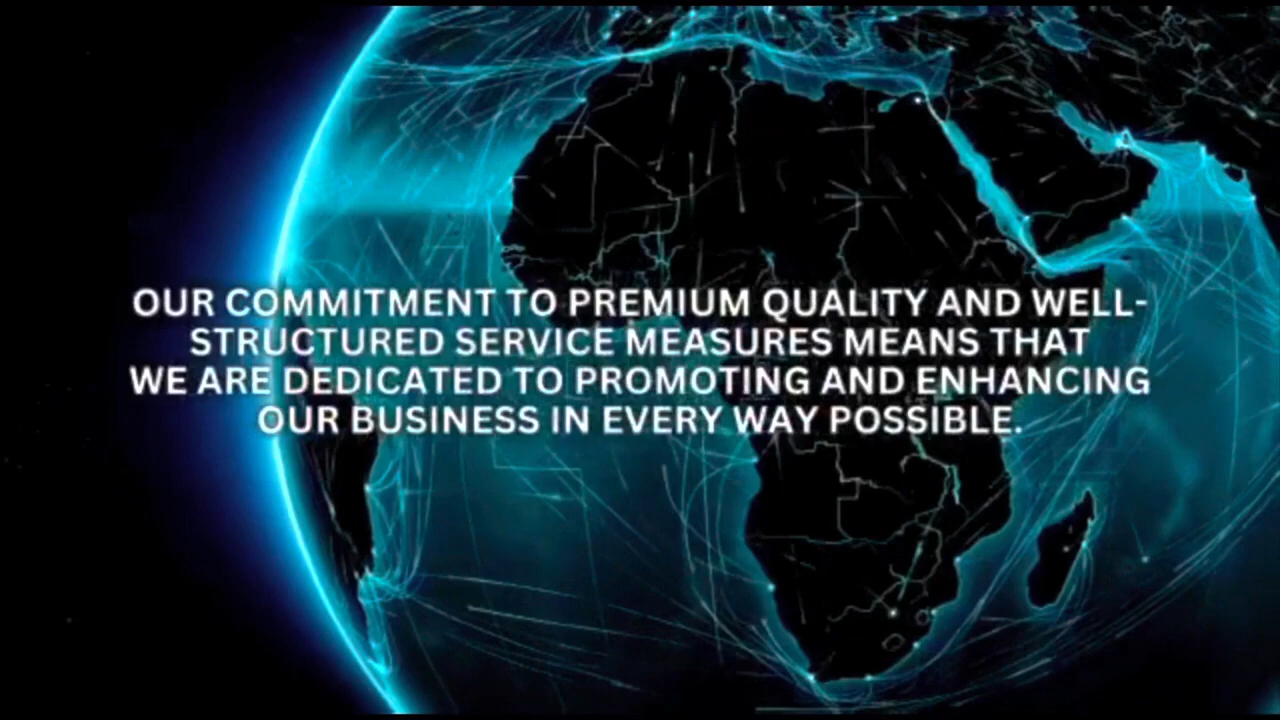 OUR COMMITMENT TO PREMIUM QUALITY AND WELL-
STRUCTURED SERVICE MEASURES MEANS THAT
WE ARE DEDICATED TO PROMOTING AND ENHANCING
OUR BUSINESS IN EVERY WAY POSSIBLE.